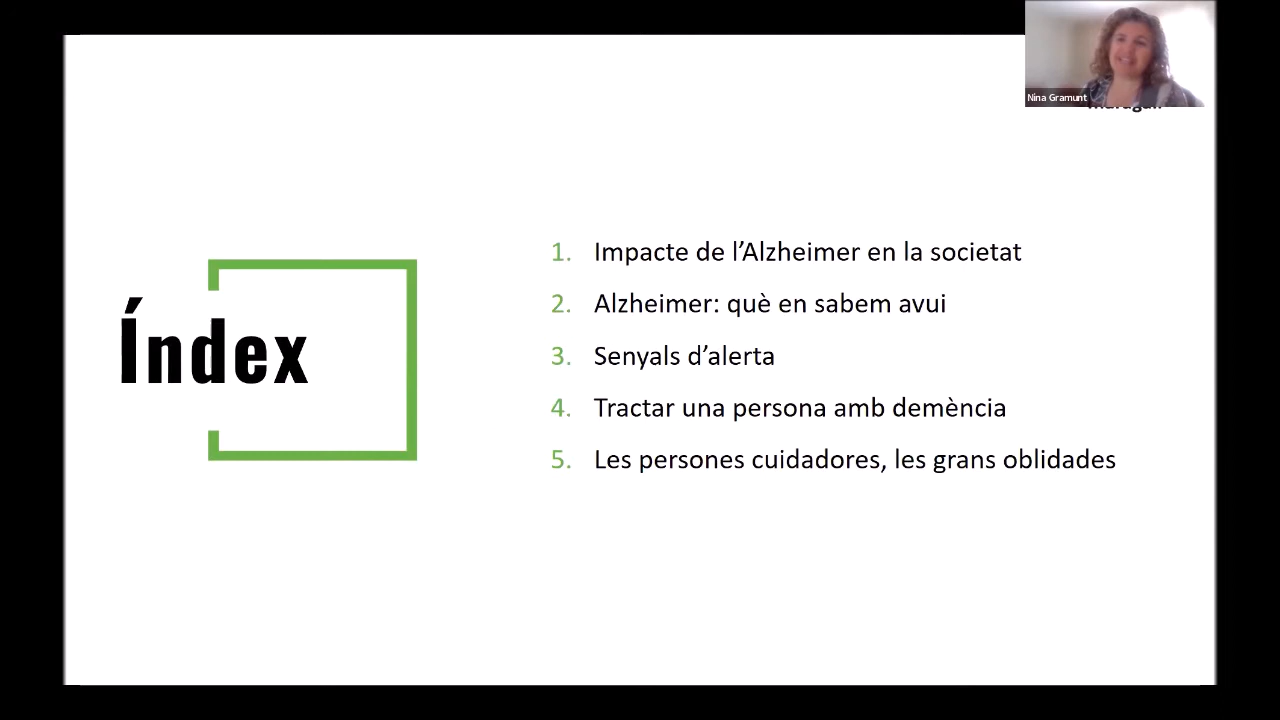 Nina Gramunt
Índex
1. Impacte de l’Alzheimer en la societat
2. Alzheimer: què en sabem avui
3. Senyals d’alerta
4. Tractar una persona amb demència
5. Les persones cuidadores, les grans oblidades